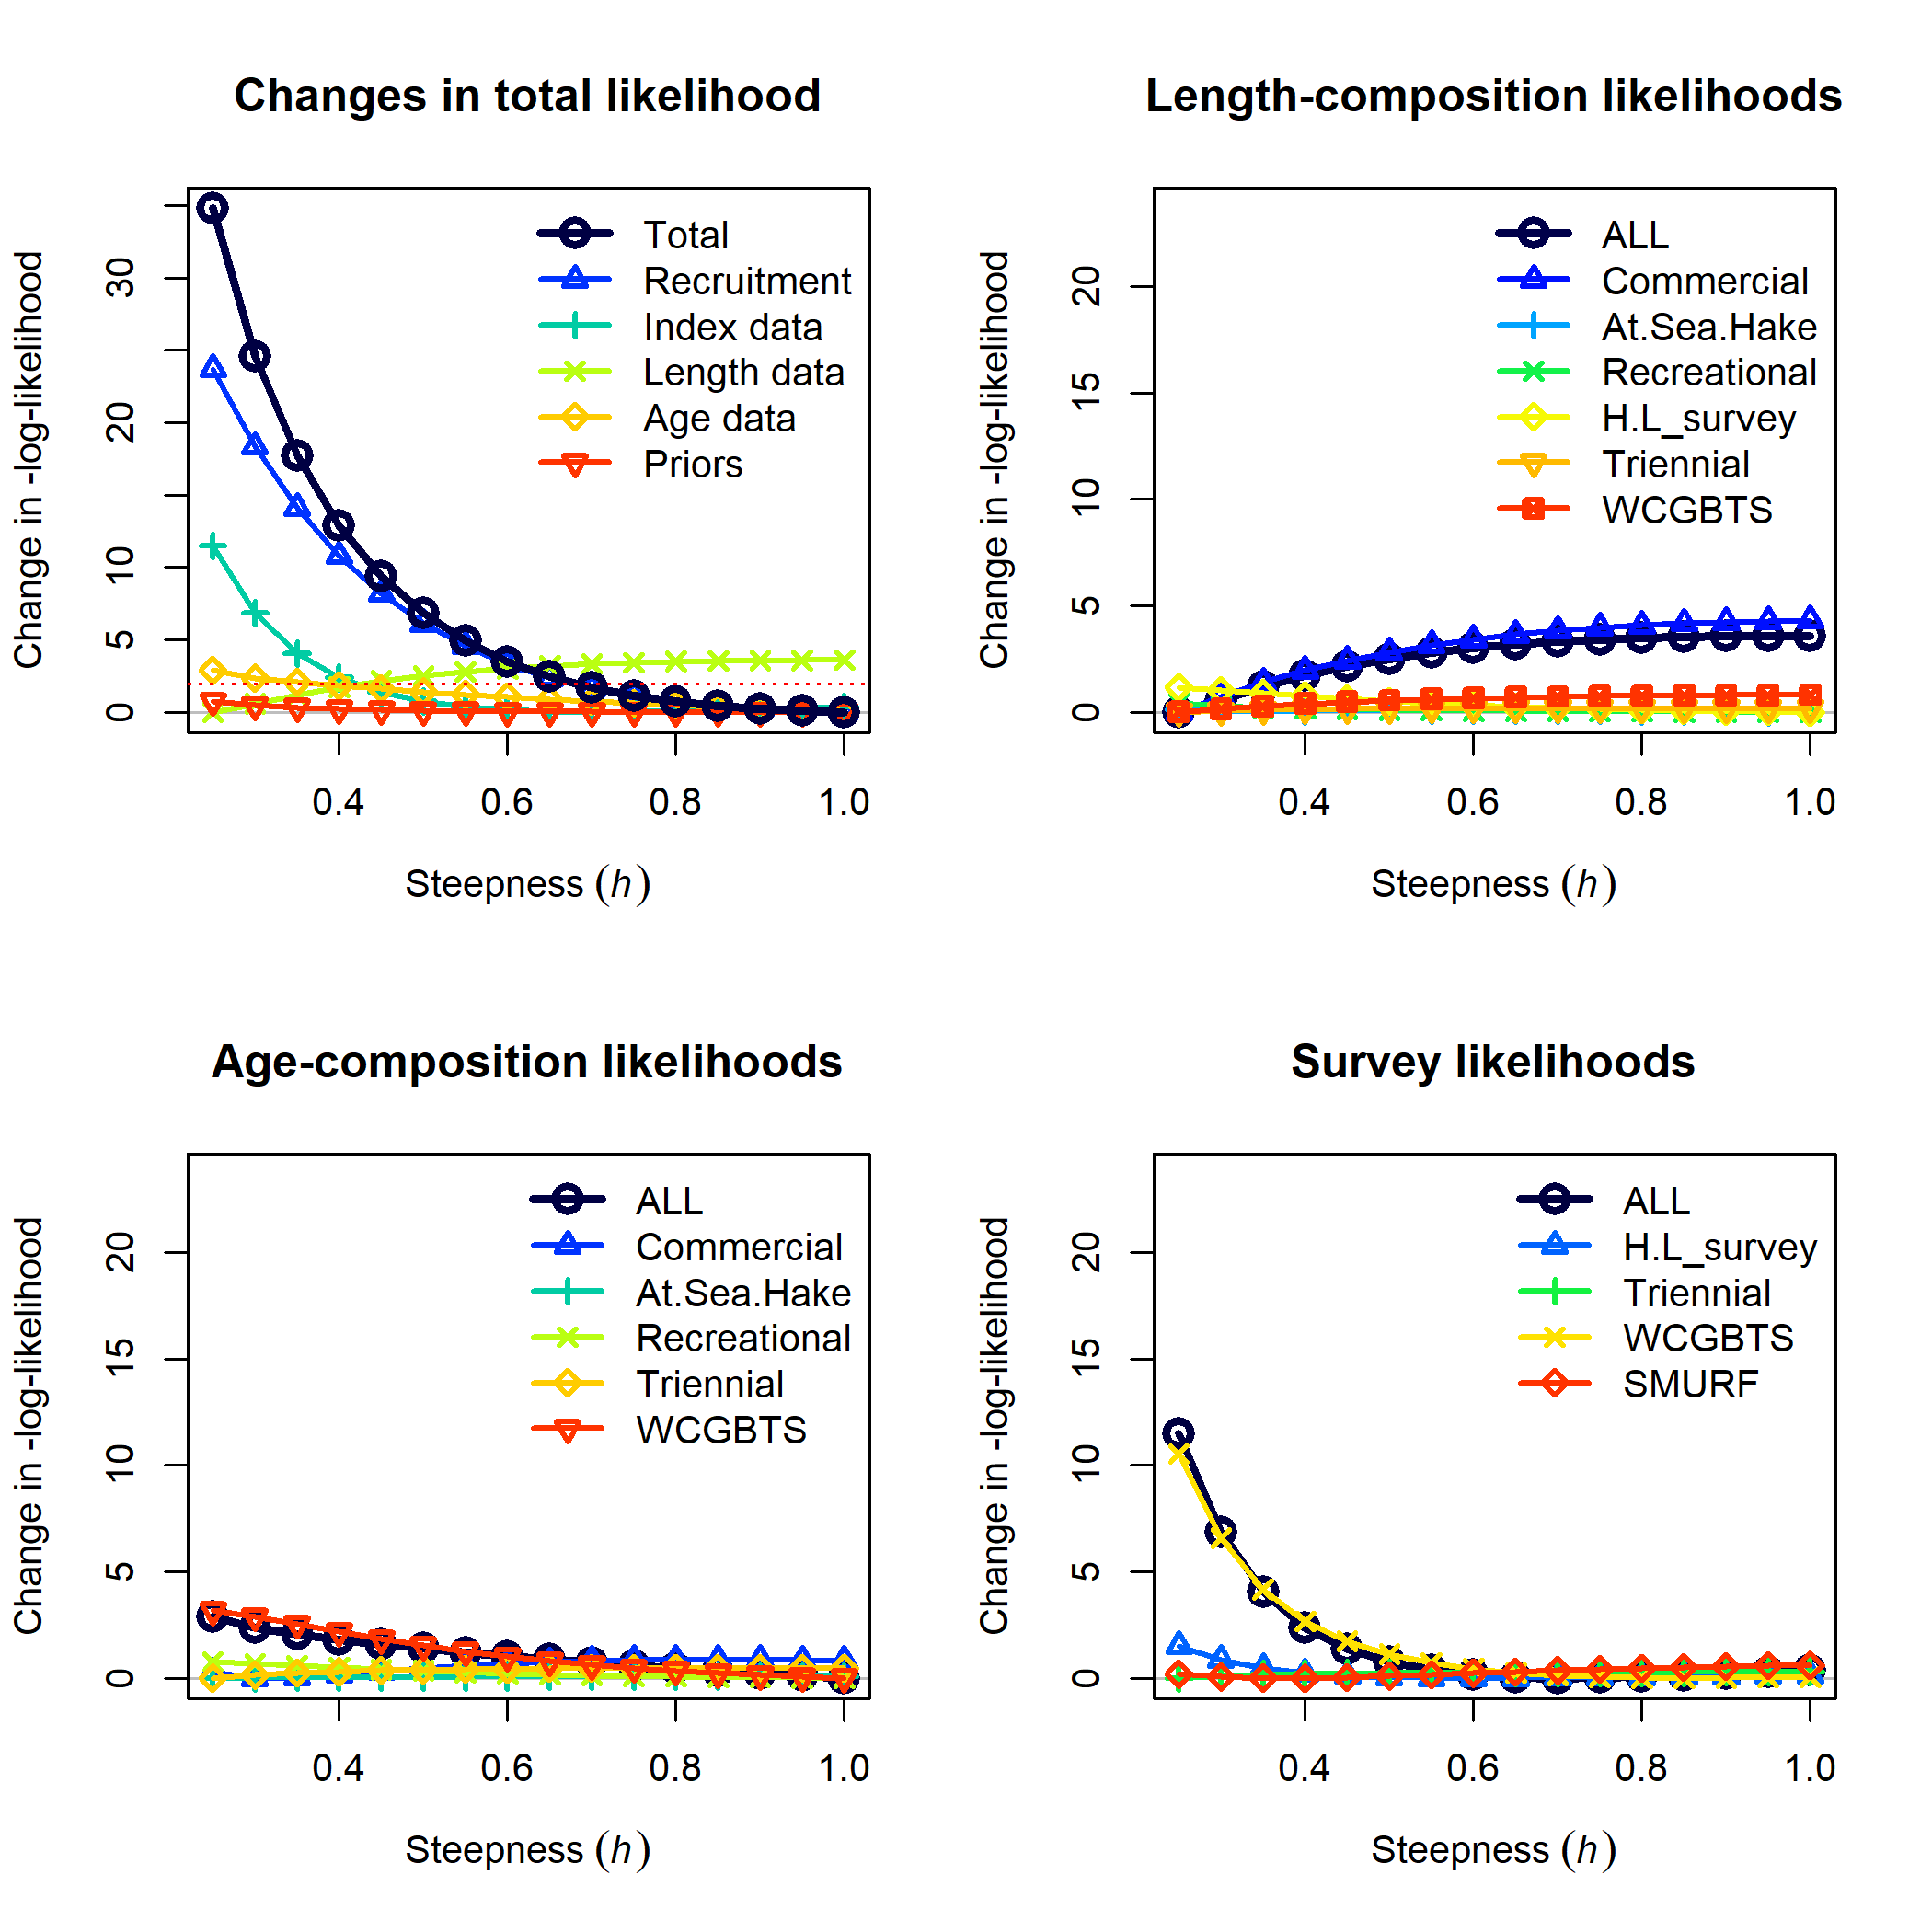 Changes in total likelihood
Change in -log-likelihood
0
5
10
20
30
Total
Recruitment
Index data
Length data
Age data
Priors
0.4
0.6
0.8
1.0
Steepness (h)
Length-composition likelihoods
Change in -log-likelihood
0
5
10
15
20
ALL
Commercial
At.Sea.Hake
Recreational
H.L_survey
Triennial
WCGBTS
0.4
0.6
0.8
1.0
Steepness (h)
Age-composition likelihoods
Change in -log-likelihood
0
5
10
15
20
ALL
Commercial
At.Sea.Hake
Recreational
Triennial
WCGBTS
0.4
0.6
0.8
1.0
Steepness (h)
Survey likelihoods
Change in -log-likelihood
0
5
10
15
20
ALL
H.L_survey
Triennial
WCGBTS
SMURF
0.4
0.6
0.8
1.0
Steepness (h)